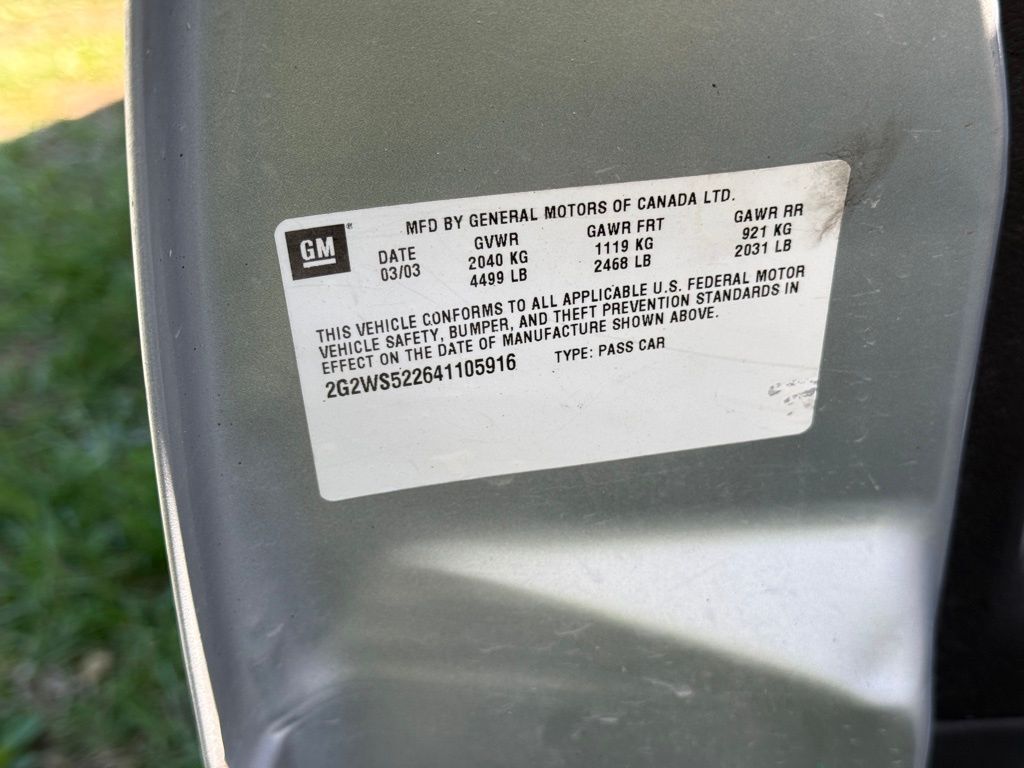 GM®
MFD BY GENERAL MOTORS OF CANADA LTD.
DATE GVWR GAWR FRT GAWR RR
03/03 2040 KG 1119 KG 921 KG
4499 LB 2468 LB 2031 LB
THIS VEHICLE CONFORMS TO ALL APPLICABLE U.S. FEDERAL MOTOR
VEHICLE SAFETY, BUMPER, AND THEFT PREVENTION STANDARDS IN
EFFECT ON THE DATE OF MANUFACTURE SHOWN ABOVE.
2G2WS522641105916 TYPE: PASS CAR